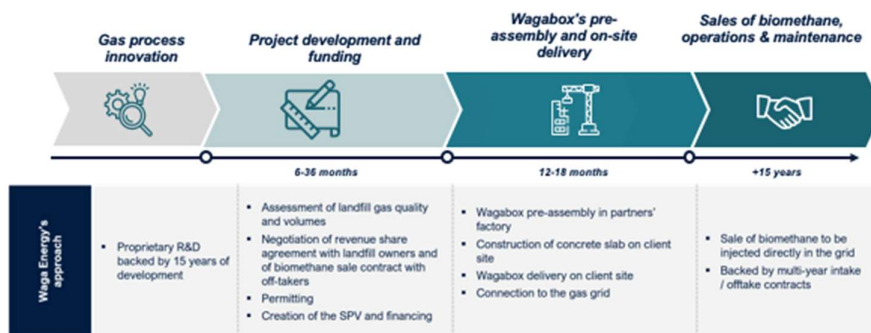 Gas process
innovation
Project development and
funding
Wagabox's pre-
assembly and on-site
delivery
Sales of biomethane,
operations & maintenance
6-36 months
12-18 months
+15 years
Waga Energy's
approach
▪ Proprietary R&D
backed by 15 years of
development
▪ Assessment of landfill gas quality
and volumes
▪ Negotiation of revenue share
agreement with landfill owners and
of biomethane sale contract with
off-takers
▪ Permitting
▪ Creation of the SPV and financing
▪ Wagabox pre-assembly in partners'
factory
▪ Construction of concrete slab on client
site
▪ Wagabox delivery on client site
▪ Connection to the gas grid
▪ Sale of biomethane to be
injected directly in the grid
▪ Backed by multi-year intake
/ offtake contracts